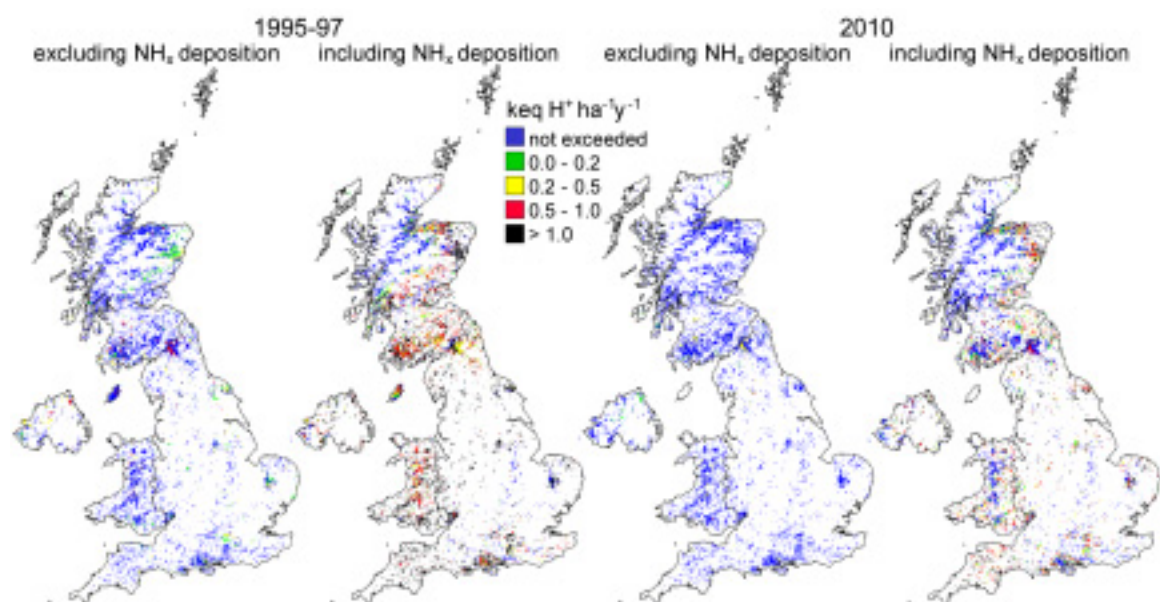 1995-97
2010
excluding NHₓ deposition
including NHₓ deposition
excluding NHₓ deposition
including NHₓ deposition
keq H⁺ ha⁻¹y⁻¹
not exceeded
0.0 - 0.2
0.2 - 0.5
0.5 - 1.0
> 1.0